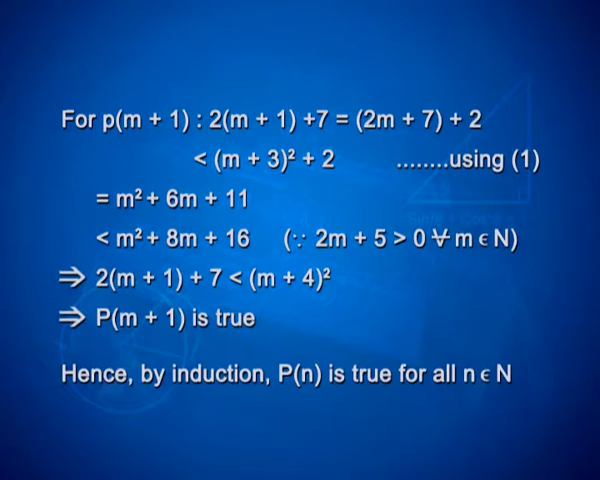 For p(m + 1) : 2(m + 1) +7 = (2m + 7) + 2
< (m + 3)² + 2 ........using (1)
= m² + 6m + 11
< m² + 8m + 16 (∵ 2m + 5 > 0 ∀ m ϵ N)
⇒ 2(m + 1) + 7 < (m + 4)²
⇒ P(m + 1) is true
Hence, by induction, P(n) is true for all n ϵ N